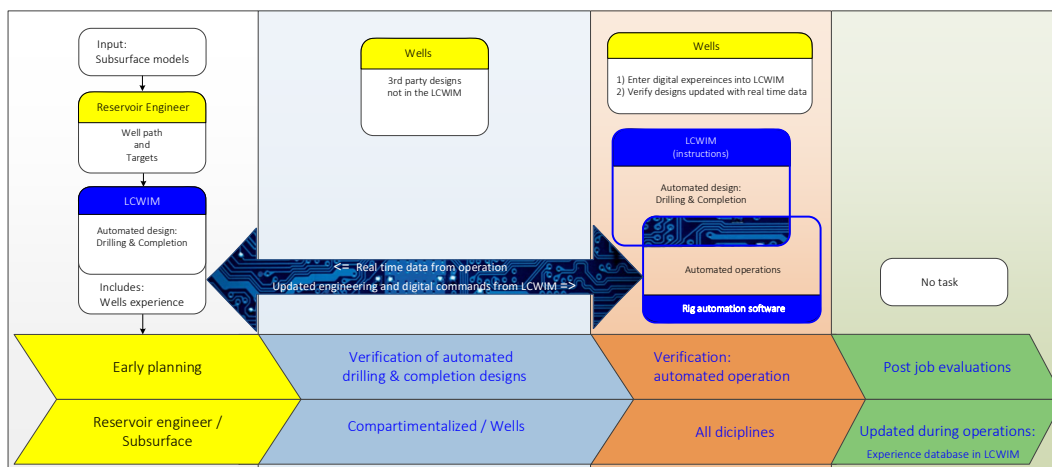 Input:
Subsurface models
Reservoir Engineer
Well path
and
Targets
LCWIM
Automated design:
Drilling & Completion
Includes:
Wells experience
Wells
3rd party designs
not in the LCWIM
Wells
1) Enter digital expereinces into LCWIM
2) Verify designs updated with real time data
LCWIM
(instructions)
Automated design:
Drilling & Completion
Automated operations
Rig automation software
<= Real time data from operation
Updated engineering and digital commands from LCWIM =>
No task
Early planning
Verification of automated
drilling & completion designs
Verification:
automated operation
Post job evaluations
Reservoir engineer /
Subsurface
Compartimentalized / Wells
All diciplines
Updated during operations:
Experience database in LCWIM